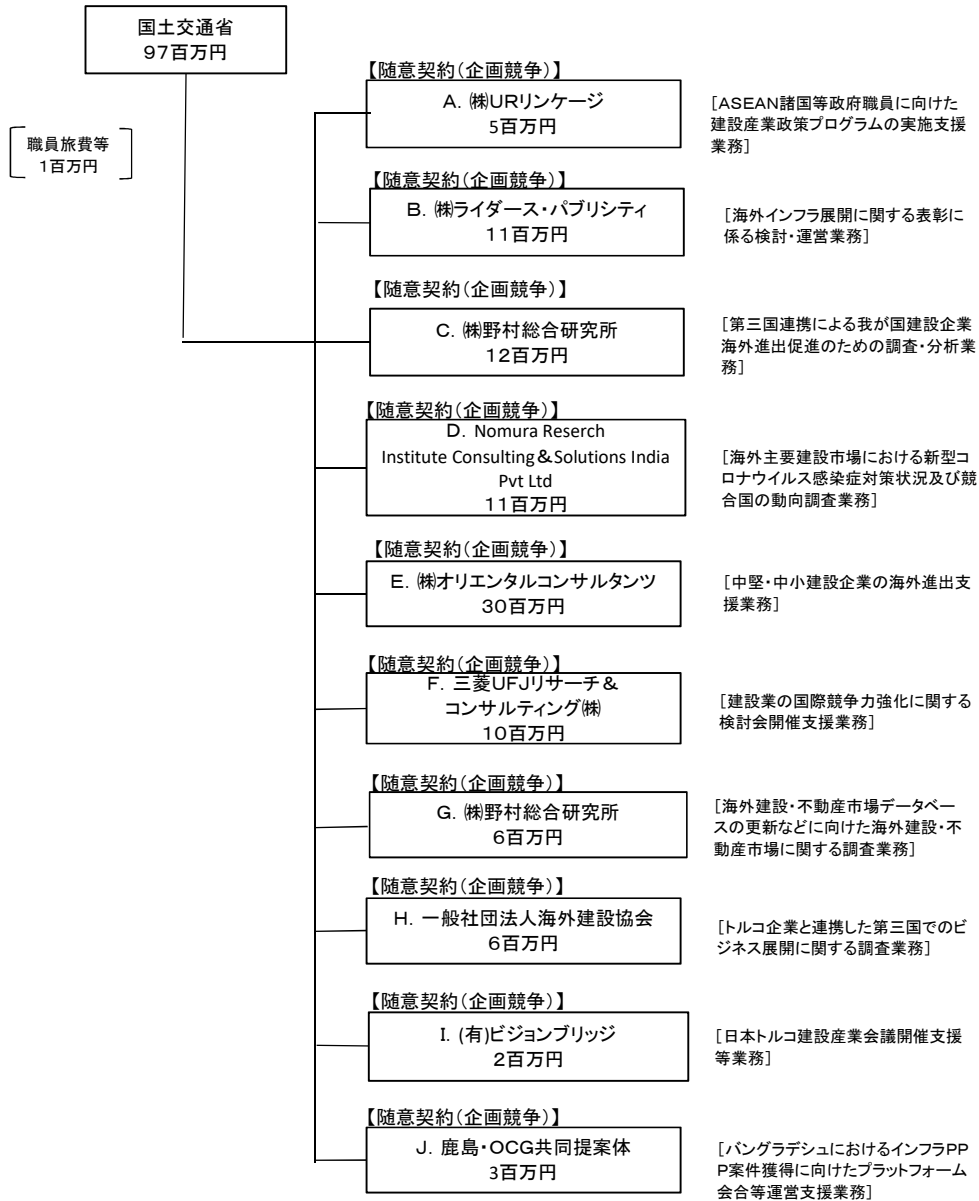 国土交通省
97百万円
職員旅費等
1百万円
【随意契約(企画競争)】
A. ㈱URリンケージ
5百万円
[ASEAN諸国等政府職員に向けた
建設産業政策プログラムの実施支援
業務]
【随意契約(企画競争)】
B. ㈱ライダース・パブリシティ
11百万円
[海外インフラ展開に関する表彰に
係る検討・運営業務]
【随意契約(企画競争)】
C. ㈱野村総合研究所
12百万円
[第三国連携による我が国建設企業
海外進出促進のための調査・分析業
務]
【随意契約(企画競争)】
D. Nomura Reserch
Institute Consulting&Solutions India
Pvt Ltd
11百万円
[海外主要建設市場における新型コ
ロナウイルス感染症対策状況及び競
合国の動向調査業務]
【随意契約(企画競争)】
E. ㈱オリエンタルコンサルタンツ
30百万円
[中堅・中小建設企業の海外進出支
援業務]
【随意契約(企画競争)】
F. 三菱UFJリサーチ&
コンサルティング㈱
10百万円
[建設業の国際競争力強化に関する
検討会開催支援業務]
【随意契約(企画競争)】
G. ㈱野村総合研究所
6百万円
[海外建設・不動産市場データベー
スの更新などに向けた海外建設・不
動産市場に関する調査業務]
【随意契約(企画競争)】
H. 一般社団法人海外建設協会
6百万円
[トルコ企業と連携した第三国でのビ
ジネス展開に関する調査業務]
【随意契約(企画競争)】
I. (有)ビジョンブリッジ
2百万円
[日本トルコ建設産業会議開催支援
等業務]
【随意契約(企画競争)】
J. 鹿島・OCG共同提案体
3百万円
[バングラデシュにおけるインフラPP
P案件獲得に向けたプラットフォーム
会合等運営支援業務]